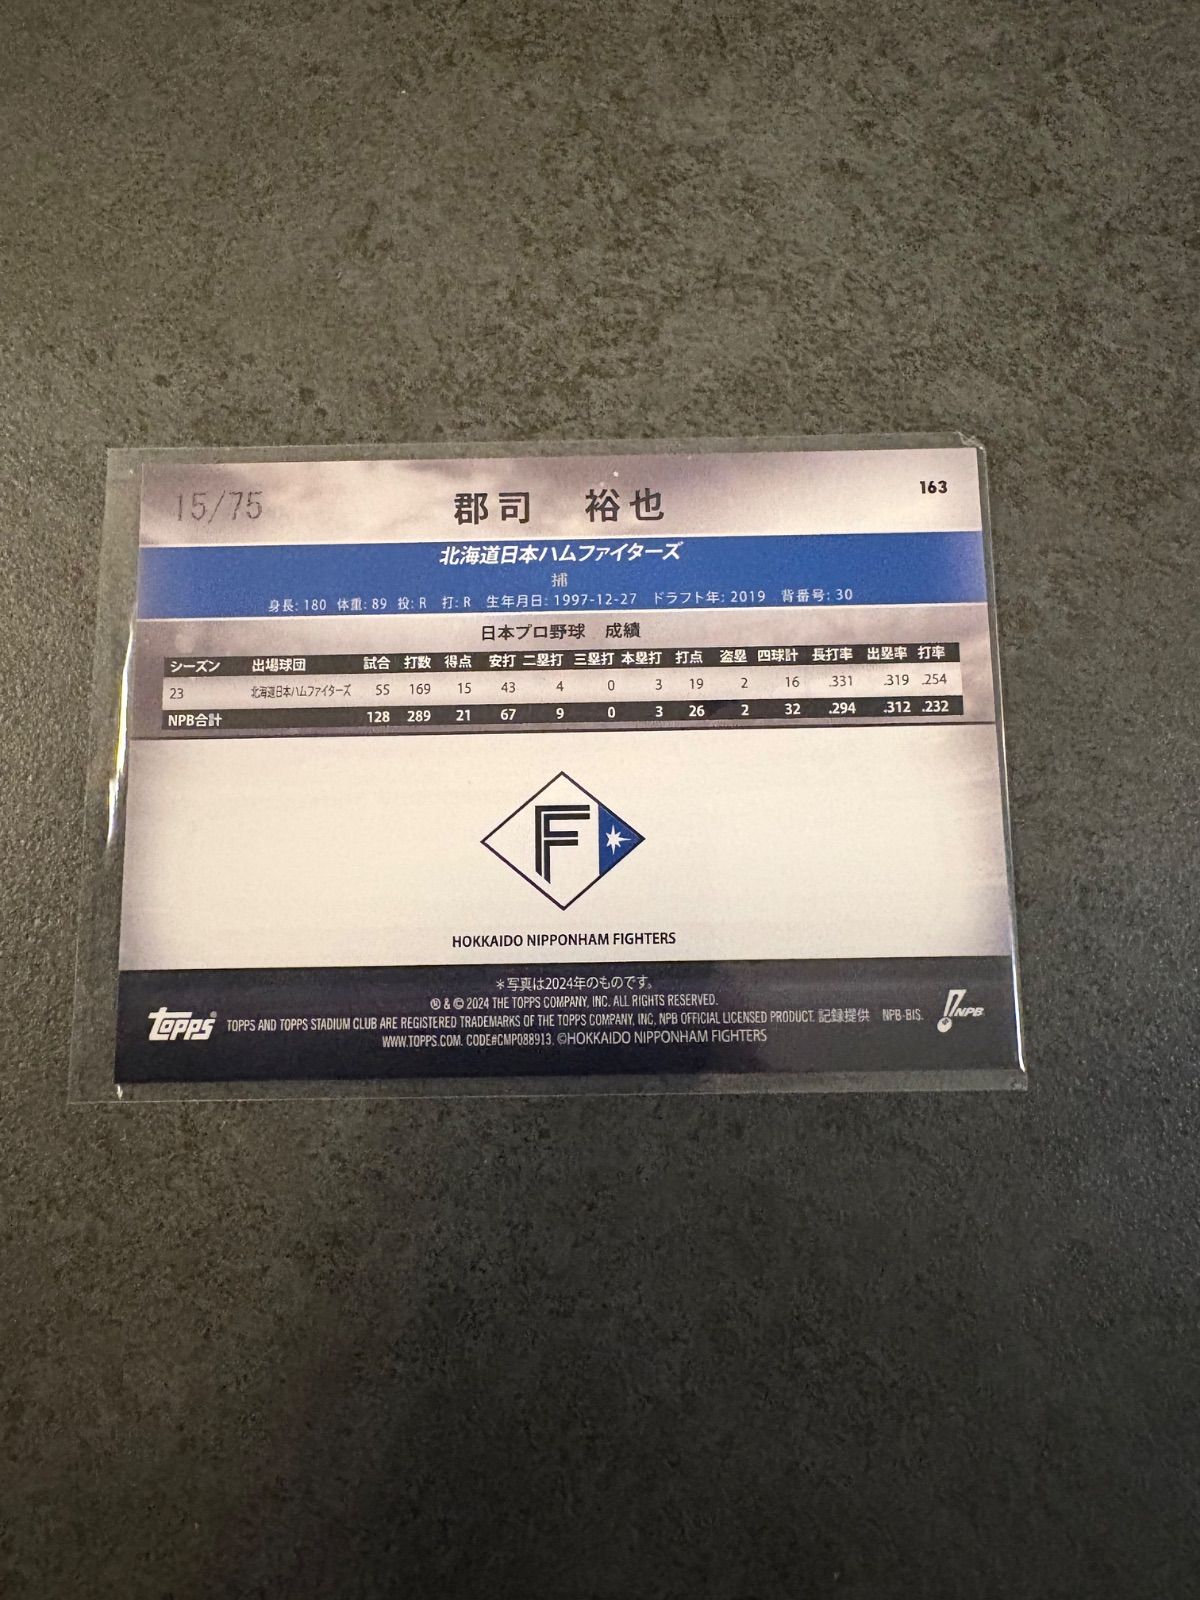 15/75
郡司 裕也
163
北海道日本ハムファイターズ
捕
身長: 180 体重: 89 投: R 打: R 生年月日: 1997-12-27 ドラフト年: 2019 背番号: 30
日本プロ野球 成績
シーズン 出場球団 試合 打数 得点 安打 二塁打 三塁打 本塁打 打点 盗塁 四球計 長打率 出塁率 打率
23 北海道日本ハムファイターズ 55 169 15 43 4 0 3 19 2 16 .331 .319 .254
NPB合計 128 289 21 67 9 0 3 26 2 32 .294 .312 .232
F
HOKKAIDO NIPPONHAM FIGHTERS
＊写真は2024年のものです。
® & © 2024 THE TOPPS COMPANY, INC. ALL RIGHTS RESERVED.
topps® TOPPS AND TOPPS STADIUM CLUB ARE REGISTERED TRADEMARKS OF THE TOPPS COMPANY, INC, NPB OFFICIAL LICENSED PRODUCT. 記録提供 NPB-BIS. NPB
WWW.TOPPS.COM. CODE#CMP088913, ©HOKKAIDO NIPPONHAM FIGHTERS